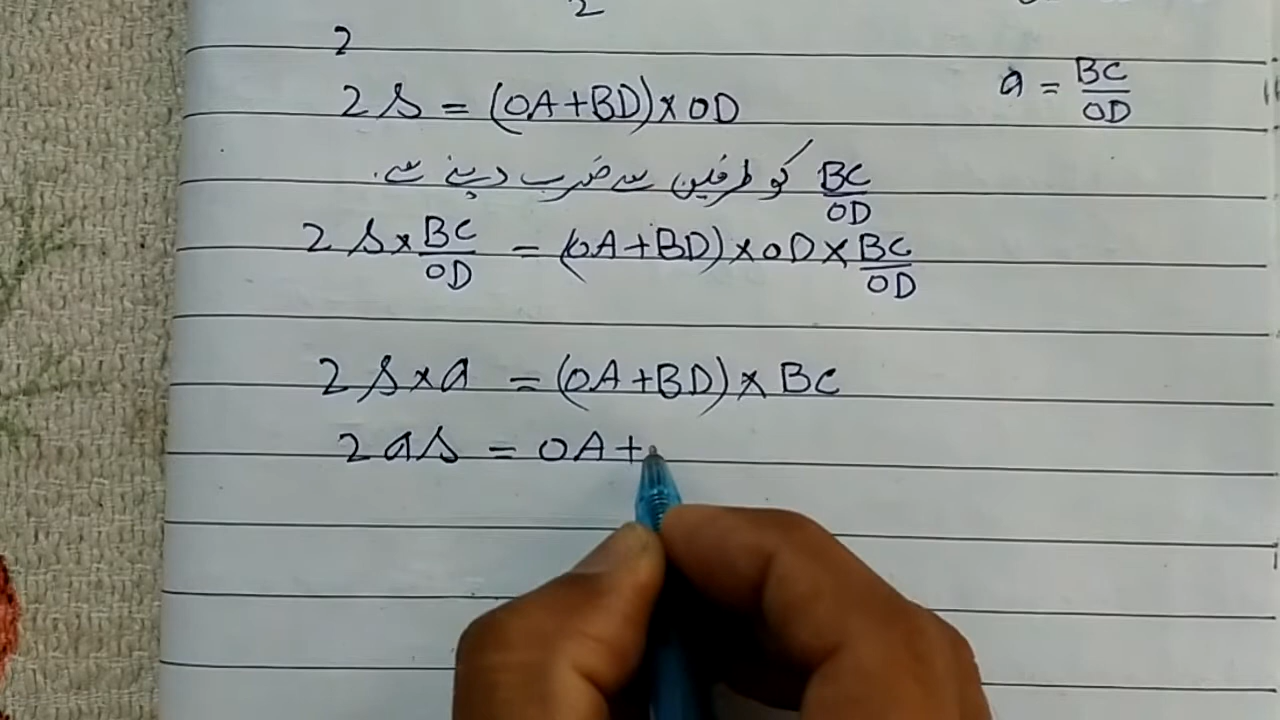 2
2
2S = (OA+BD)×OD
a = BC/OD
BC/OD کو طرفین سے ضرب دینے سے۔
2S × BC/OD = (OA+BD)×OD×BC/OD
2S×a = (OA+BD)×BC
2aS = OA+